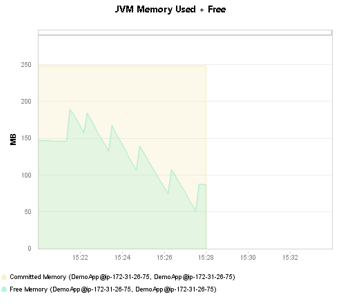 JVM Memory Used + Free
MB
250
200
150
100
50
0
15:22 15:24 15:26 15:28 15:30 15:32
Committed Memory (DemoApp@ip-172-31-26-75, DemoApp@ip-172-31-26-75)
Free Memory (DemoApp@ip-172-31-26-75, DemoApp@ip-172-31-26-75)